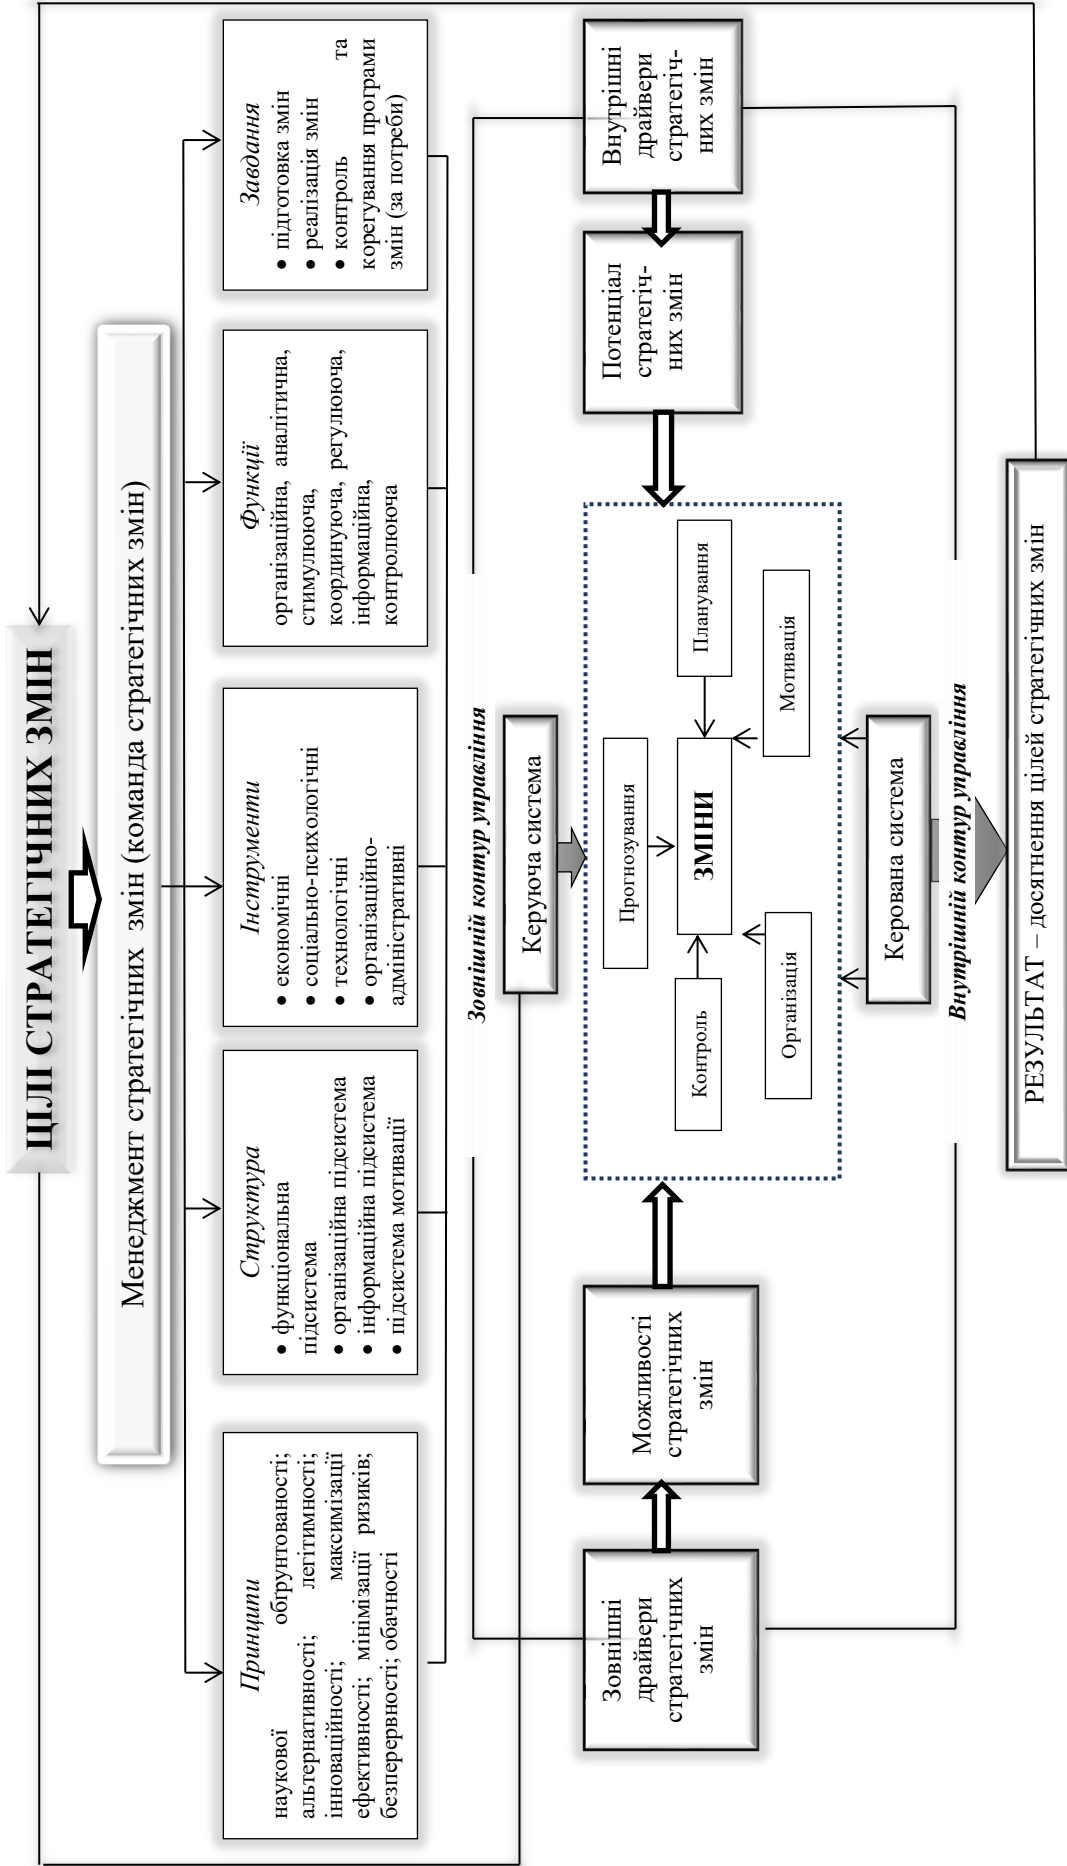 ЦІЛІ СТРАТЕГІЧНИХ ЗМІН
Менеджмент стратегічних змін (команда стратегічних змін)
Принципи
наукової обґрунтованості;
альтернативності; легітимності;
інноваційності; максимізації
ефективності; мінімізації ризиків;
безперервності; обачності
Структура
• функціональна
підсистема
• організаційна підсистема
• інформаційна підсистема
• підсистема мотивації
Інструменти
• економічні
• соціально-психологічні
• технологічні
• організаційно-
адміністративні
Функції
організаційна, аналітична,
стимулююча,
координуюча, регулююча,
інформаційна,
контролююча
Завдання
• підготовка змін
• реалізація змін
• контроль та
корегування програми
змін (за потреби)
Зовнішній контур управління
Керуюча система
Зовнішні
драйвери
стратегічних
змін
Можливості
стратегічних
змін
Прогнозування
Контроль
ЗМІНИ
Планування
Організація
Мотивація
Потенціал
стратегіч-
них змін
Внутрішні
драйвери
стратегіч-
них змін
Керована система
Внутрішній контур управління
РЕЗУЛЬТАТ – досягнення цілей стратегічних змін